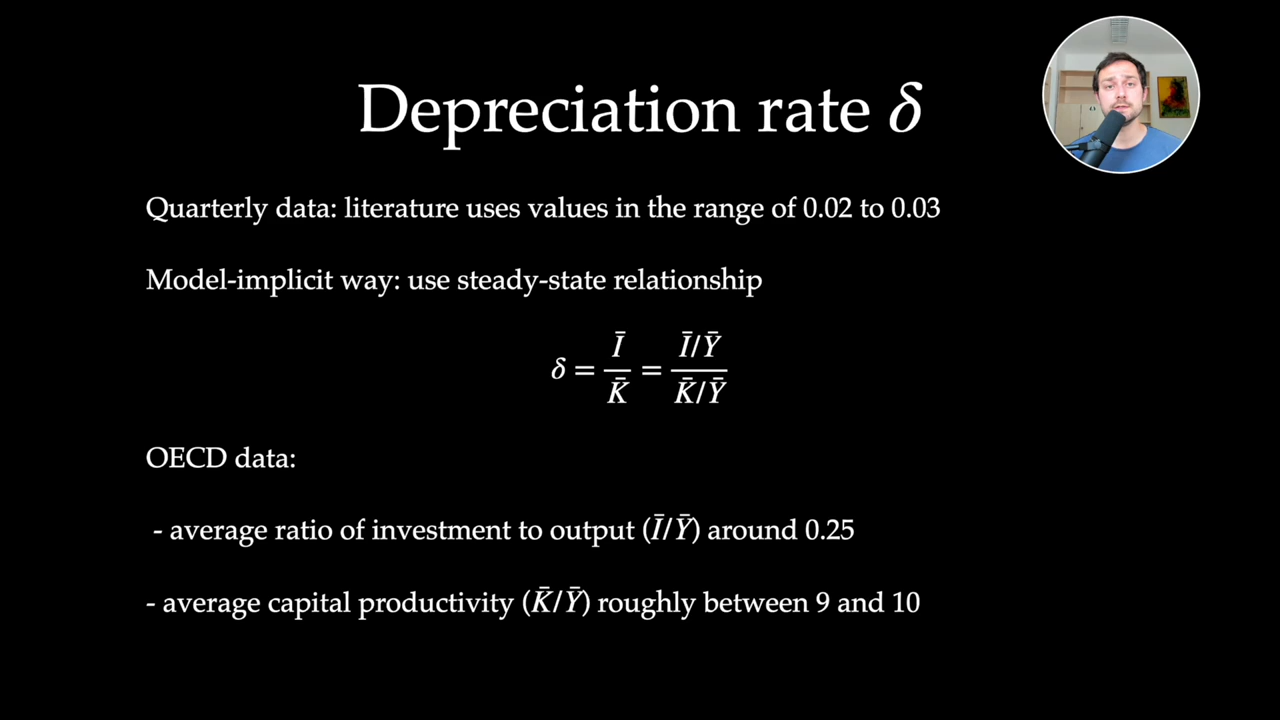 Depreciation rate δ
Quarterly data: literature uses values in the range of 0.02 to 0.03
Model-implicit way: use steady-state relationship
δ = Ī / K̄ = (Ī/Ȳ) / (K̄/Ȳ)
OECD data:
- average ratio of investment to output (Ī/Ȳ) around 0.25
- average capital productivity (K̄/Ȳ) roughly between 9 and 10